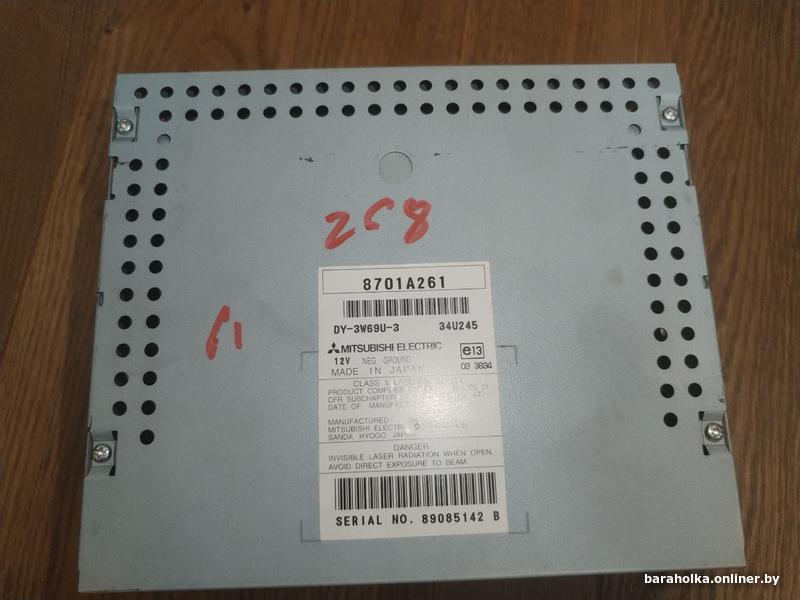 258
8701A261
DY-3W69U-3 34U245
MITSUBISHI ELECTRIC e13
12V NEG GROUND 03 3834
MADE IN JAPAN
CLASS 1
PRODUCT COMPLIES
CFR SUBCHAPTER
DATE OF MANUFACT
MANUFACTURED
MITSUBISHI ELECTRIC CORPORATION
SANDA HYOGO JAPAN
DANGER
INVISIBLE LASER RADIATION WHEN OPEN.
AVOID DIRECT EXPOSURE TO BEAM.
SERIAL NO. 89085142 B
baraholka.onliner.by